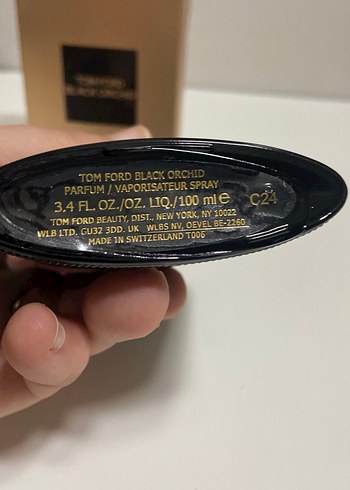 TOM FORD
BLACK ORCHID
TOM FORD BLACK ORCHID
PARFUM / VAPORISATEUR SPRAY
3.4 FL. OZ./OZ. LIQ./100 ml ℮ C24
TOM FORD BEAUTY, DIST., NEW YORK, NY 10022
WLB LTD. GU32 3DD. UK WLBS NV, OEVEL BE-2260
MADE IN SWITZERLAND T006